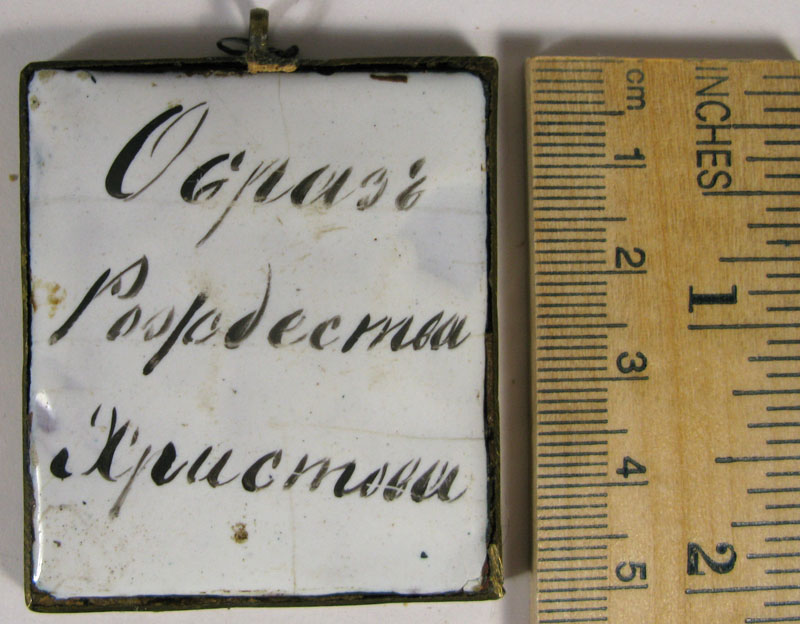 Образъ
Рождества
Христова
cm
1
2
3
4
5
INCHES
1
2